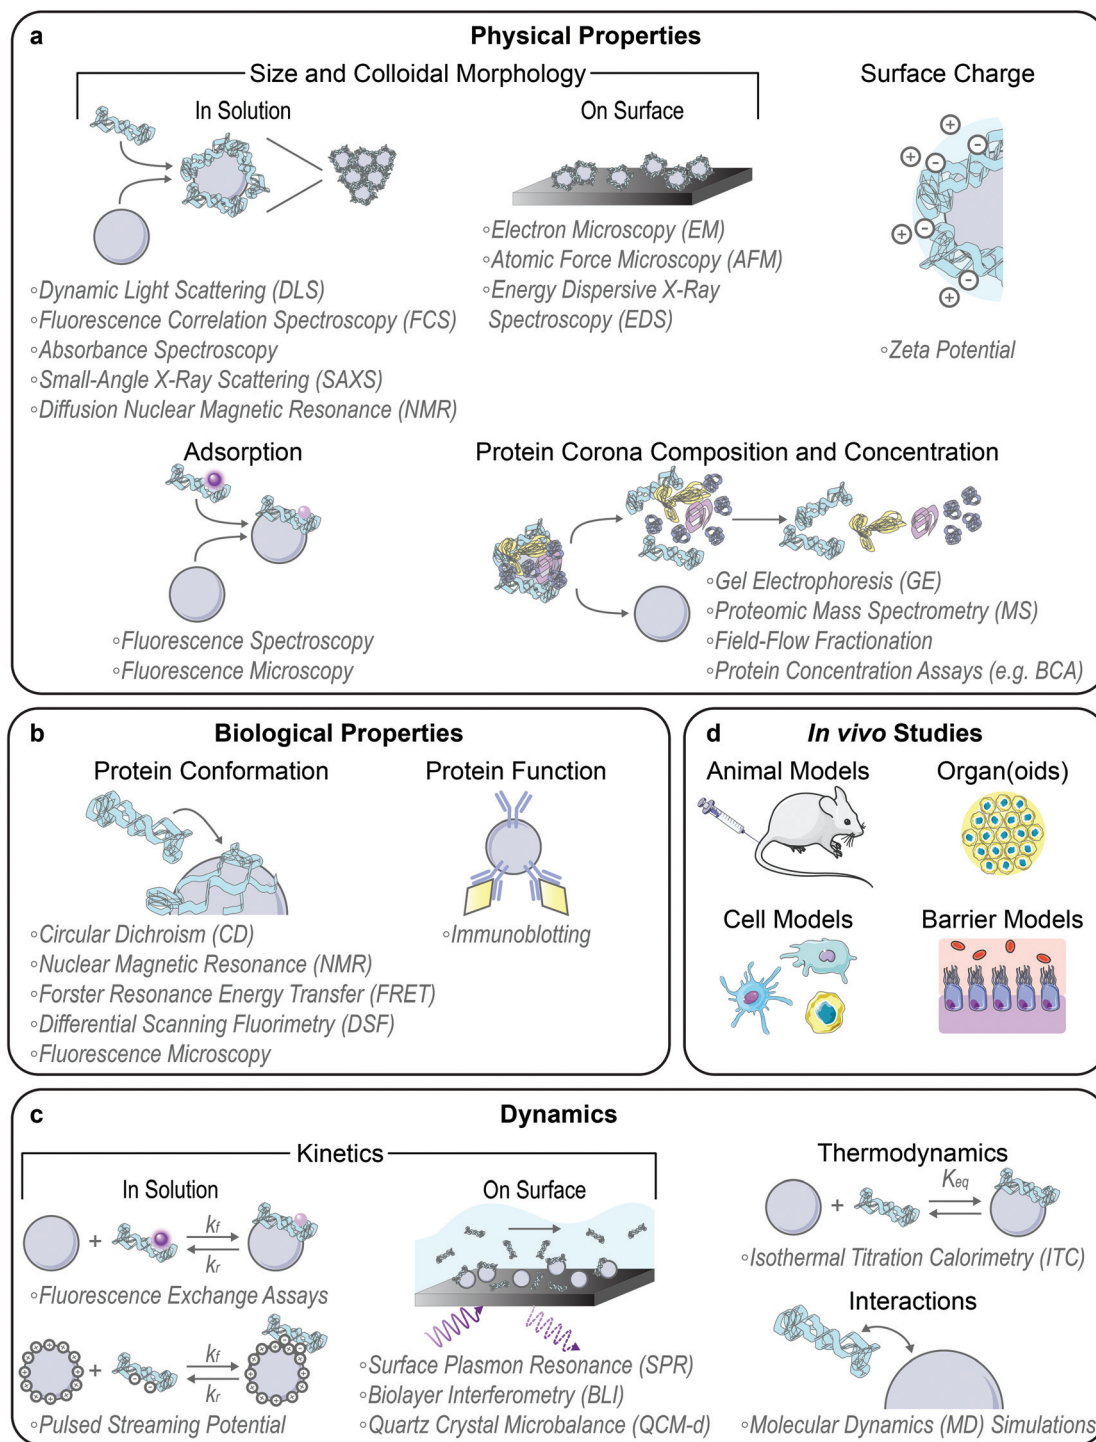 a
Physical Properties
Size and Colloidal Morphology
In Solution
On Surface
◦Dynamic Light Scattering (DLS)
◦Fluorescence Correlation Spectroscopy (FCS)
◦Absorbance Spectroscopy
◦Small-Angle X-Ray Scattering (SAXS)
◦Diffusion Nuclear Magnetic Resonance (NMR)
◦Electron Microscopy (EM)
◦Atomic Force Microscopy (AFM)
◦Energy Dispersive X-Ray
Spectroscopy (EDS)
Surface Charge
+ - + - + - + -
◦Zeta Potential
Adsorption
◦Fluorescence Spectroscopy
◦Fluorescence Microscopy
Protein Corona Composition and Concentration
◦Gel Electrophoresis (GE)
◦Proteomic Mass Spectrometry (MS)
◦Field-Flow Fractionation
◦Protein Concentration Assays (e.g. BCA)
b
Biological Properties
Protein Conformation
◦Circular Dichroism (CD)
◦Nuclear Magnetic Resonance (NMR)
◦Forster Resonance Energy Transfer (FRET)
◦Differential Scanning Fluorimetry (DSF)
◦Fluorescence Microscopy
Protein Function
◦Immunoblotting
d
In vivo Studies
Animal Models
Organ(oids)
Cell Models
Barrier Models
c
Dynamics
Kinetics
In Solution
+
kf
kr
◦Fluorescence Exchange Assays
+
kf
kr
◦Pulsed Streaming Potential
On Surface
◦Surface Plasmon Resonance (SPR)
◦Biolayer Interferometry (BLI)
◦Quartz Crystal Microbalance (QCM-d)
Thermodynamics
+
Keq
◦Isothermal Titration Calorimetry (ITC)
Interactions
◦Molecular Dynamics (MD) Simulations